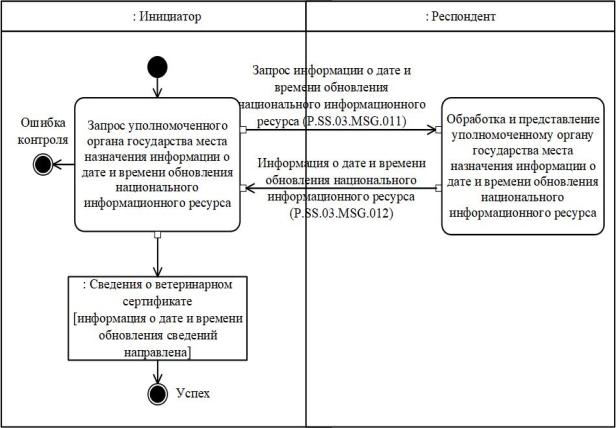 : Инициатор
: Респондент
Запрос информации о дате и
времени обновления
национального информационного
ресурса (P.SS.03.MSG.011)
Ошибка
контроля
Запрос уполномоченного
органа государства места
назначения информации о
дате и времени обновления
национального
информационного ресурса
Обработка и представление
уполномоченному органу
государства места
назначения информации о
дате и времени обновления
национального
информационного ресурса
Информация о дате и времени
обновления национального
информационного ресурса
(P.SS.03.MSG.012)
: Сведения о ветеринарном
сертификате
[информация о дате и времени
обновления сведений
направлена]
Успех